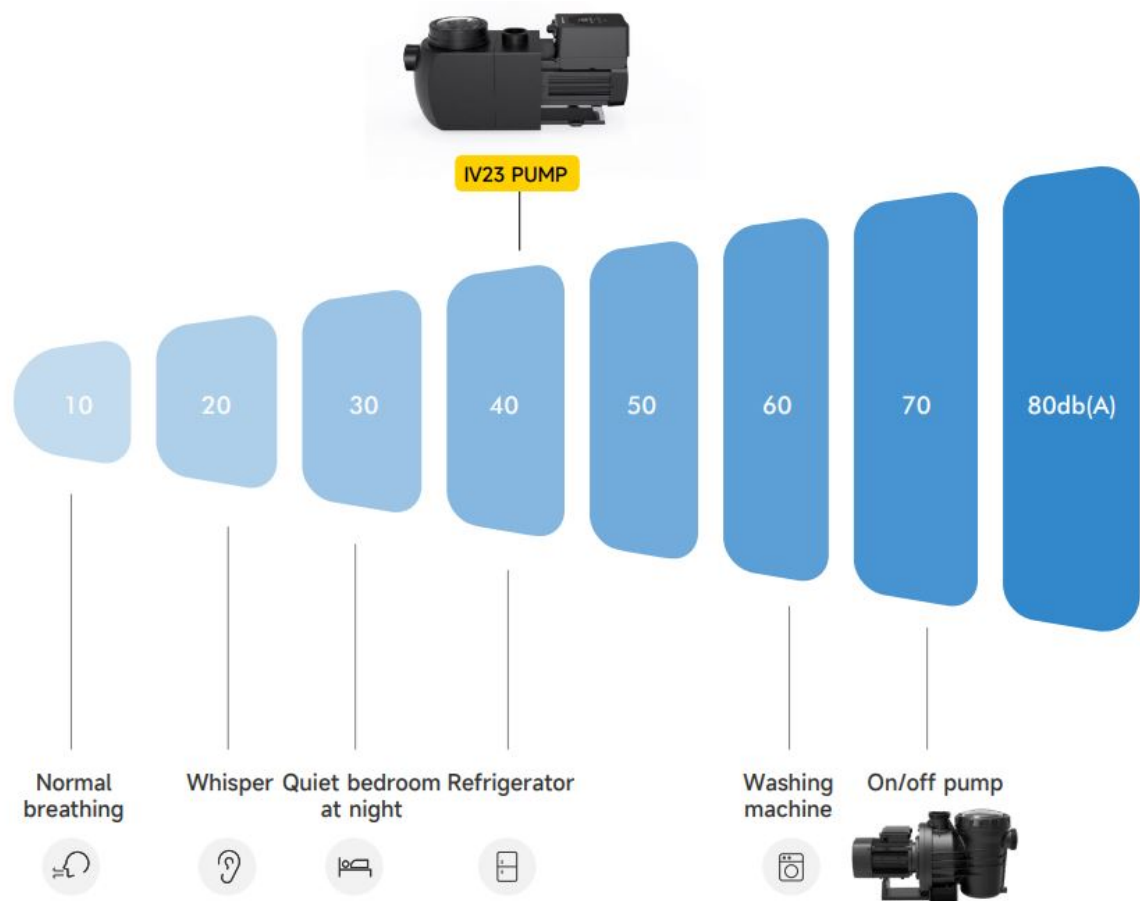 IV23 PUMP
10
20
30
40
50
60
70
80db(A)
Normal
breathing
Whisper
Quiet bedroom
at night
Refrigerator
Washing
machine
On/off pump